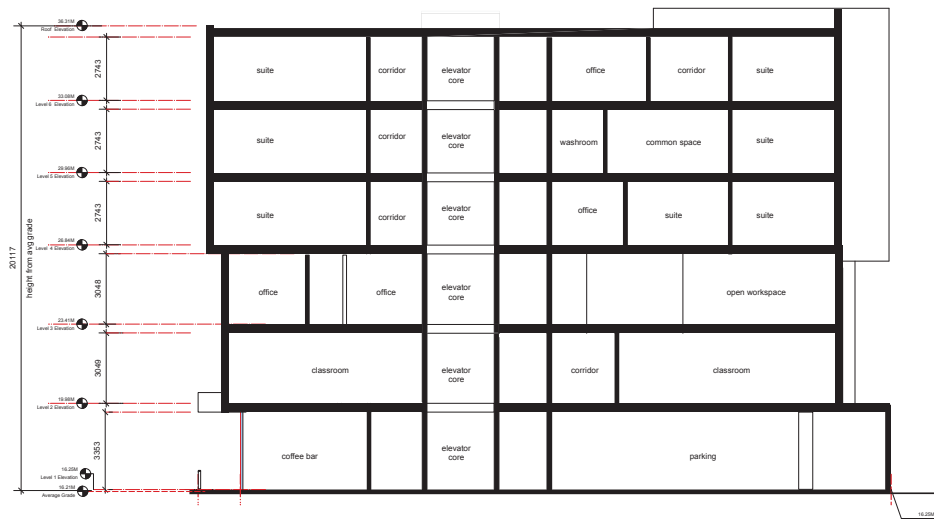 36.31M
Roof Elevation
2743
suite
corridor
elevator
core
office
corridor
suite
33.08M
Level 6 Elevation
2743
suite
corridor
elevator
core
washroom
common space
suite
29.96M
Level 5 Elevation
2743
suite
corridor
elevator
core
office
suite
suite
26.84M
Level 4 Elevation
20117
height from avg grade
3048
office
office
elevator
core
open workspace
23.41M
Level 3 Elevation
3049
classroom
elevator
core
corridor
classroom
19.98M
Level 2 Elevation
3353
coffee bar
elevator
core
parking
16.25M
Level 1 Elevation
16.21M
Average Grade
16.25M